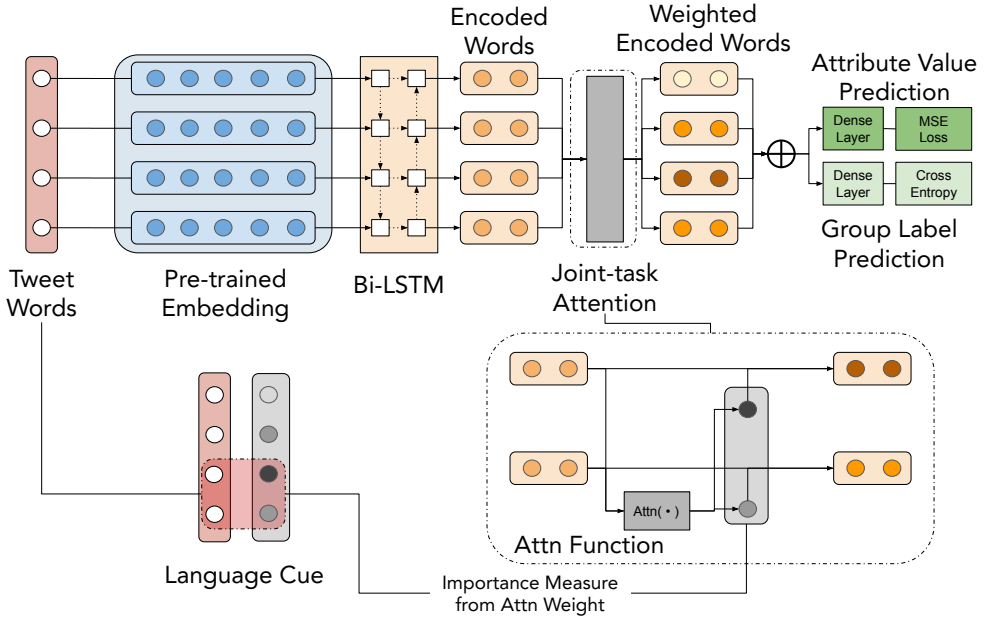 Encoded
Words
Weighted
Encoded Words
Attribute Value
Prediction
Dense
Layer
MSE
Loss
Dense
Layer
Cross
Entropy
Group Label
Prediction
Tweet
Words
Pre-trained
Embedding
Bi-LSTM
Joint-task
Attention
Attn( • )
Attn Function
Language Cue
Importance Measure
from Attn Weight